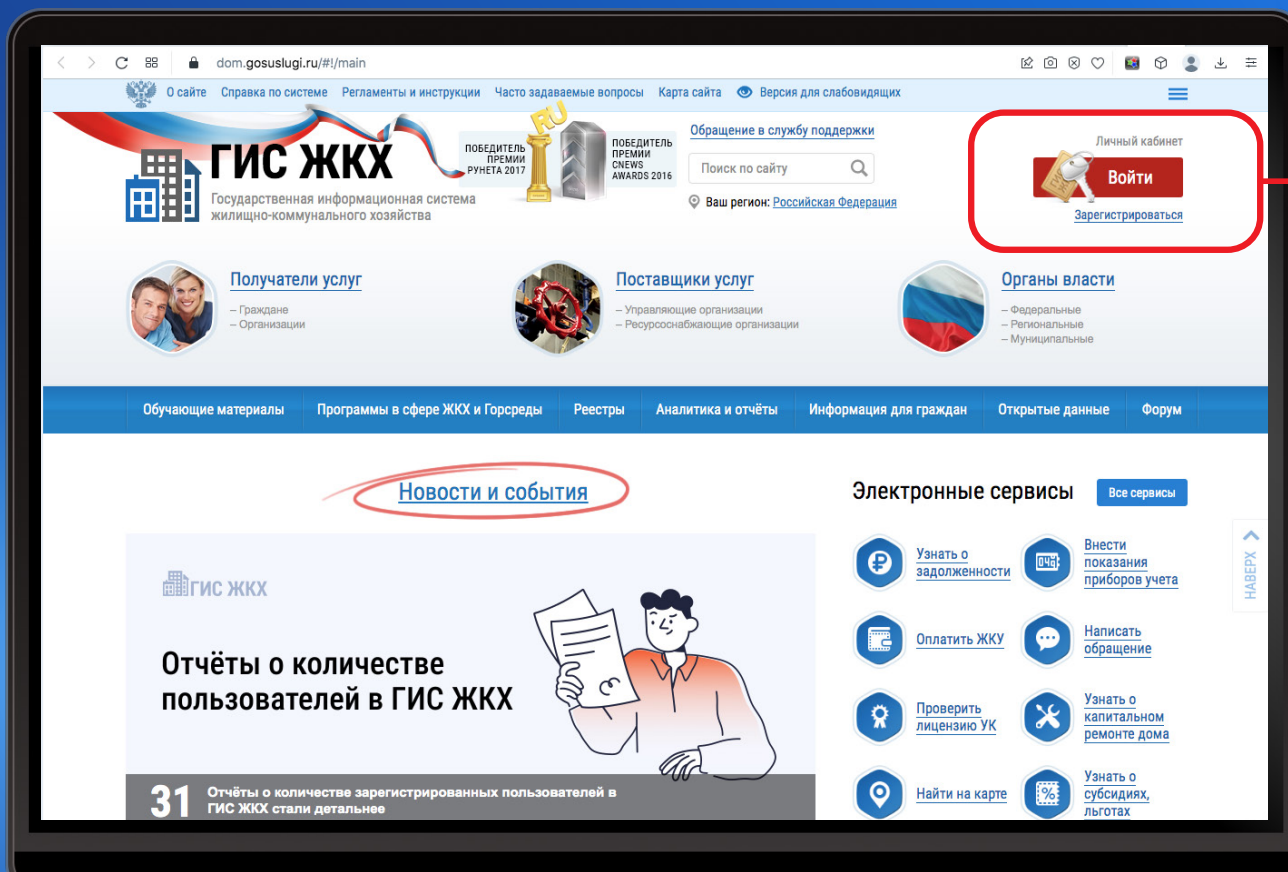 dom.gosuslugi.ru/#!/main
О сайте Справка по системе Регламенты и инструкции Часто задаваемые вопросы Карта сайта Версия для слабовидящих
ГИС ЖКХ
Государственная информационная система
жилищно-коммунального хозяйства
ПОБЕДИТЕЛЬ
ПРЕМИИ
РУНЕТА 2017
RU
ПОБЕДИТЕЛЬ
ПРЕМИИ
CNEWS
AWARDS 2016
Обращение в службу поддержки
Поиск по сайту
Ваш регион: Российская Федерация
Личный кабинет
Войти
Зарегистрироваться
Получатели услуг
– Граждане
– Организации
Поставщики услуг
– Управляющие организации
– Ресурсоснабжающие организации
Органы власти
– Федеральные
– Региональные
– Муниципальные
Обучающие материалы Программы в сфере ЖКХ и Горсреды Реестры Аналитика и отчёты Информация для граждан Открытые данные Форум
Новости и события
ГИС ЖКХ
Отчёты о количестве
пользователей в ГИС ЖКХ
31
Отчёты о количестве зарегистрированных пользователей в
ГИС ЖКХ стали детальнее
Электронные сервисы
Все сервисы
Узнать о
задолженности
Внести
показания
приборов учета
Оплатить ЖКУ
Написать
обращение
Проверить
лицензию УК
Узнать о
капитальном
ремонте дома
Найти на карте
Узнать о
субсидиях,
льготах
НАВЕРХ